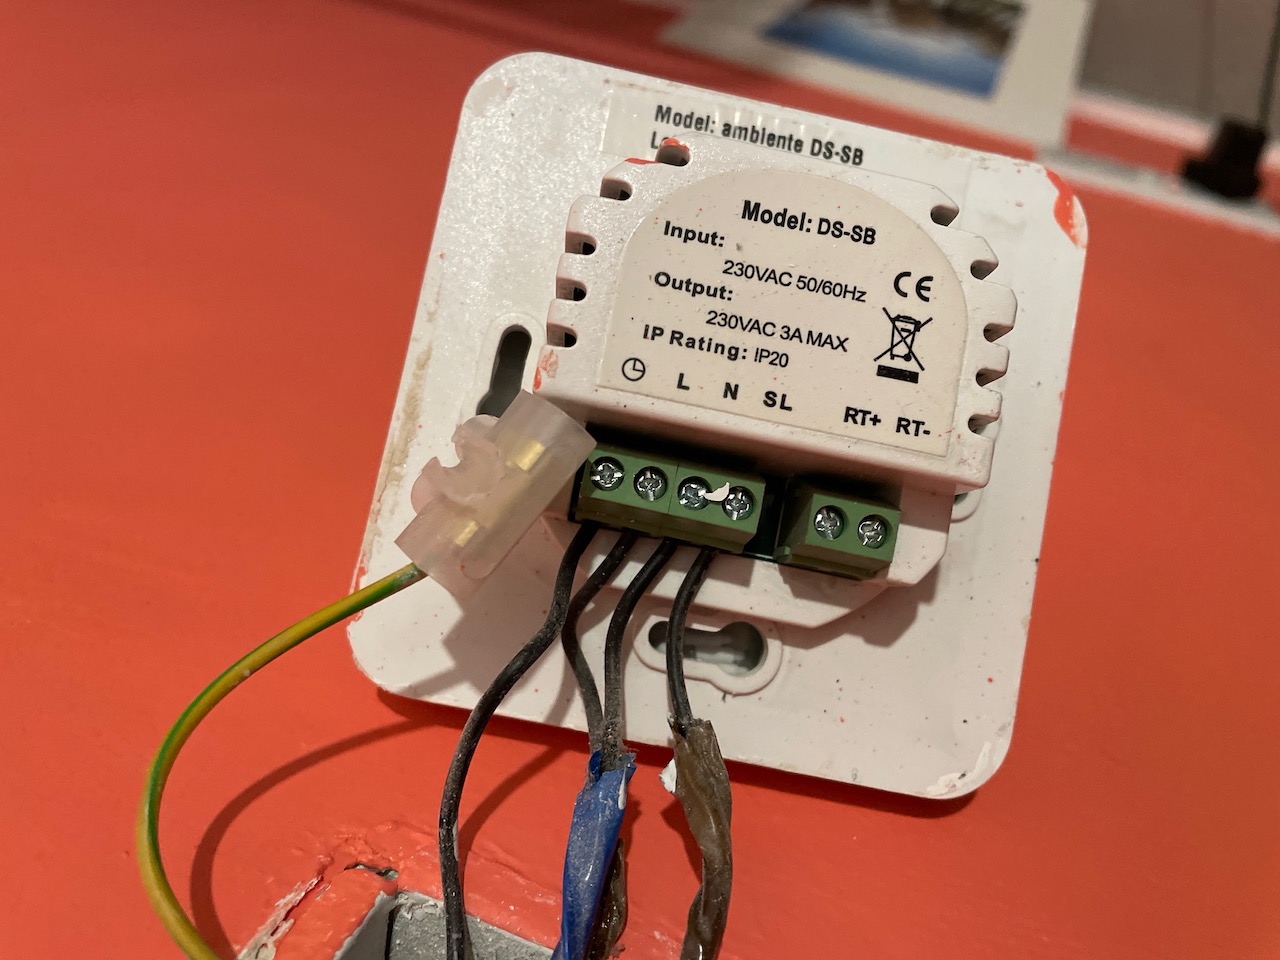 Model: ambiente DS-SB
Model: DS-SB
Input:
230VAC 50/60Hz
Output:
230VAC 3A MAX
IP Rating: IP20
CE
L N SL RT+ RT-